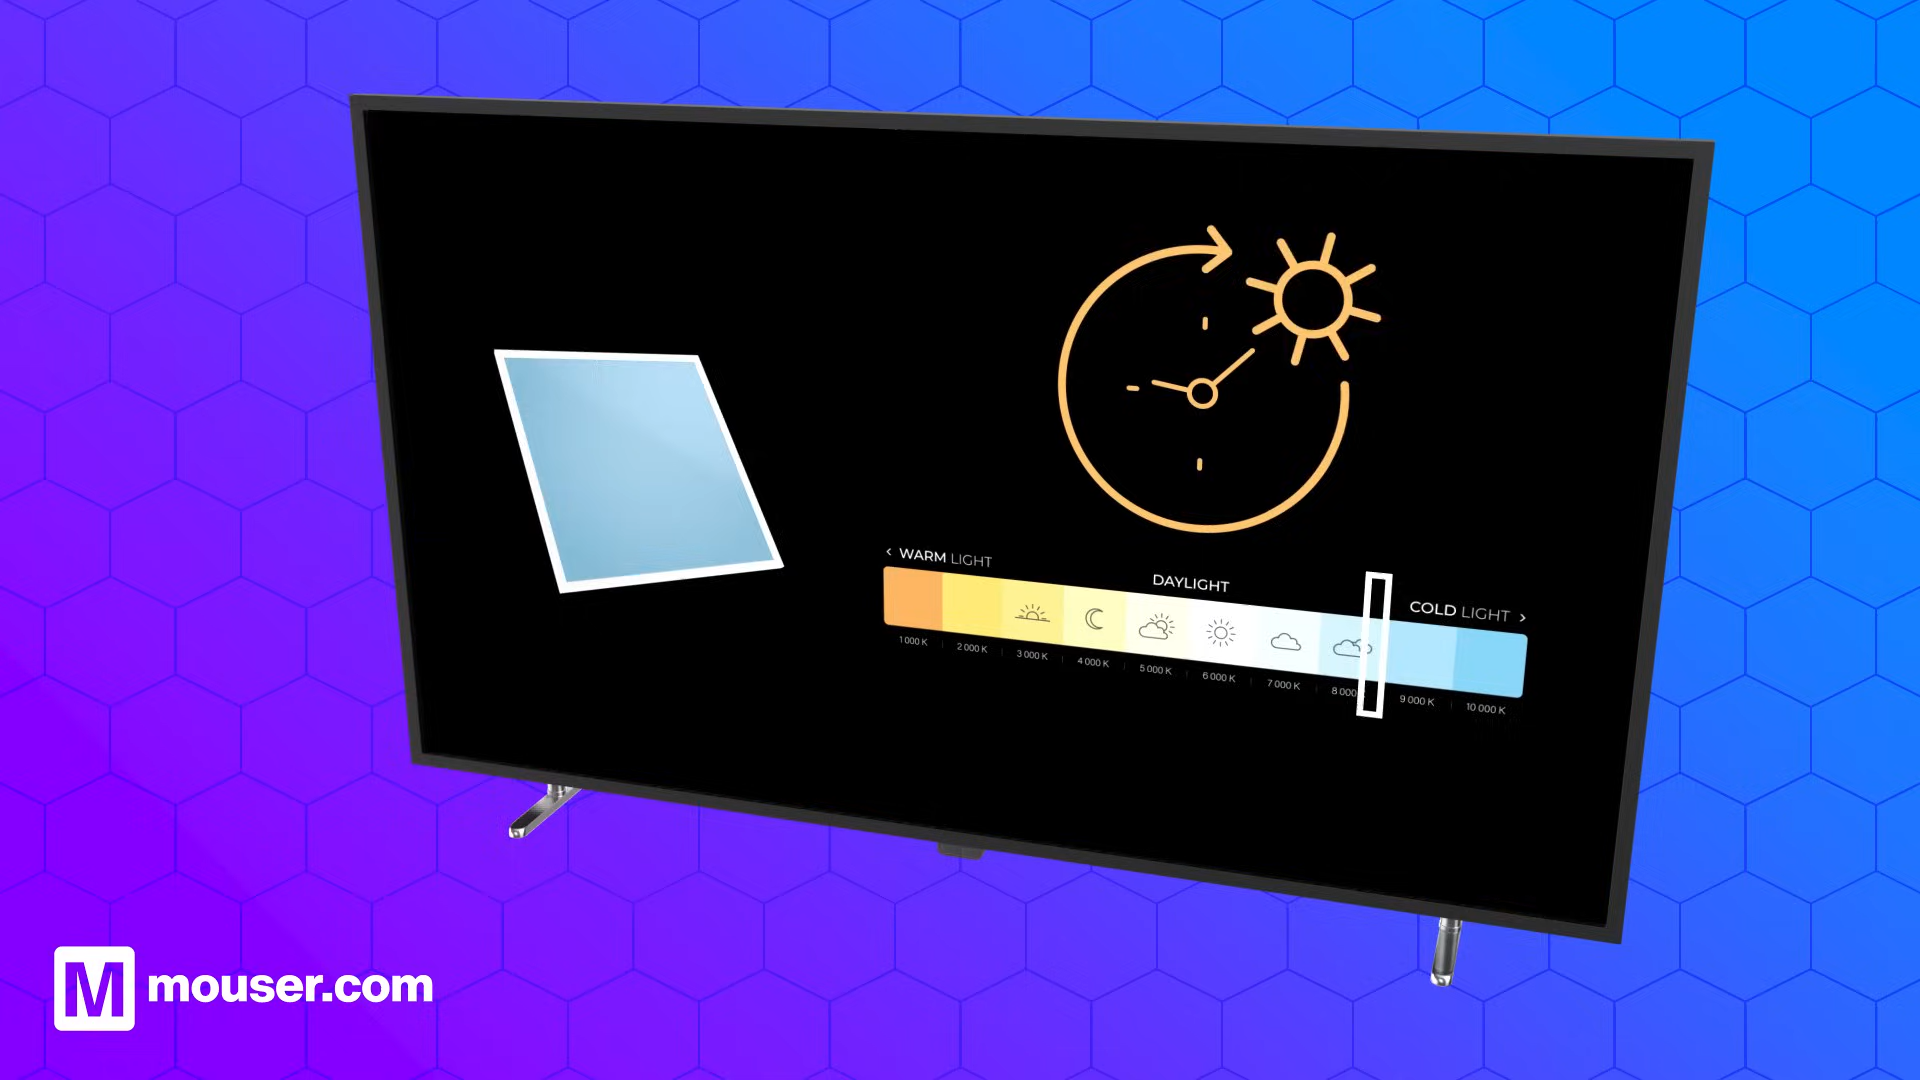 ‹ WARM LIGHT
DAYLIGHT
COLD LIGHT ›
1 000 K
2 000 K
3 000 K
4 000 K
5 000 K
6 000 K
7 000 K
8 000
9 000 K
10 000 K
M mouser.com